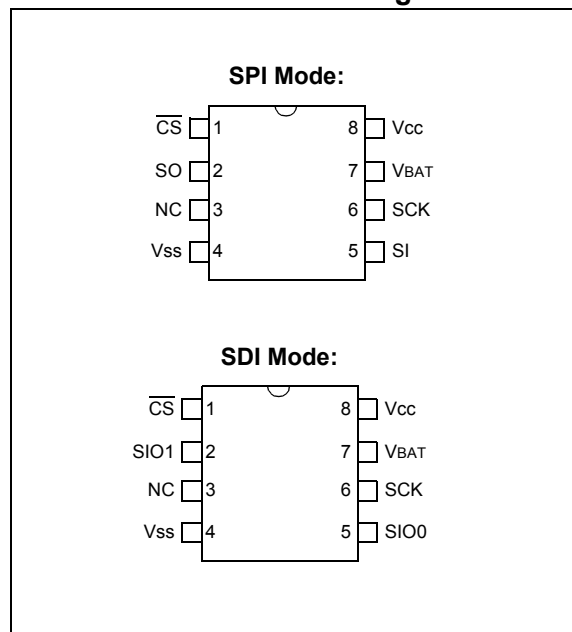 SPI Mode:
CS 1 8 Vcc
SO 2 7 VBAT
NC 3 6 SCK
Vss 4 5 SI
SDI Mode:
CS 1 8 Vcc
SIO1 2 7 VBAT
NC 3 6 SCK
Vss 4 5 SIO0